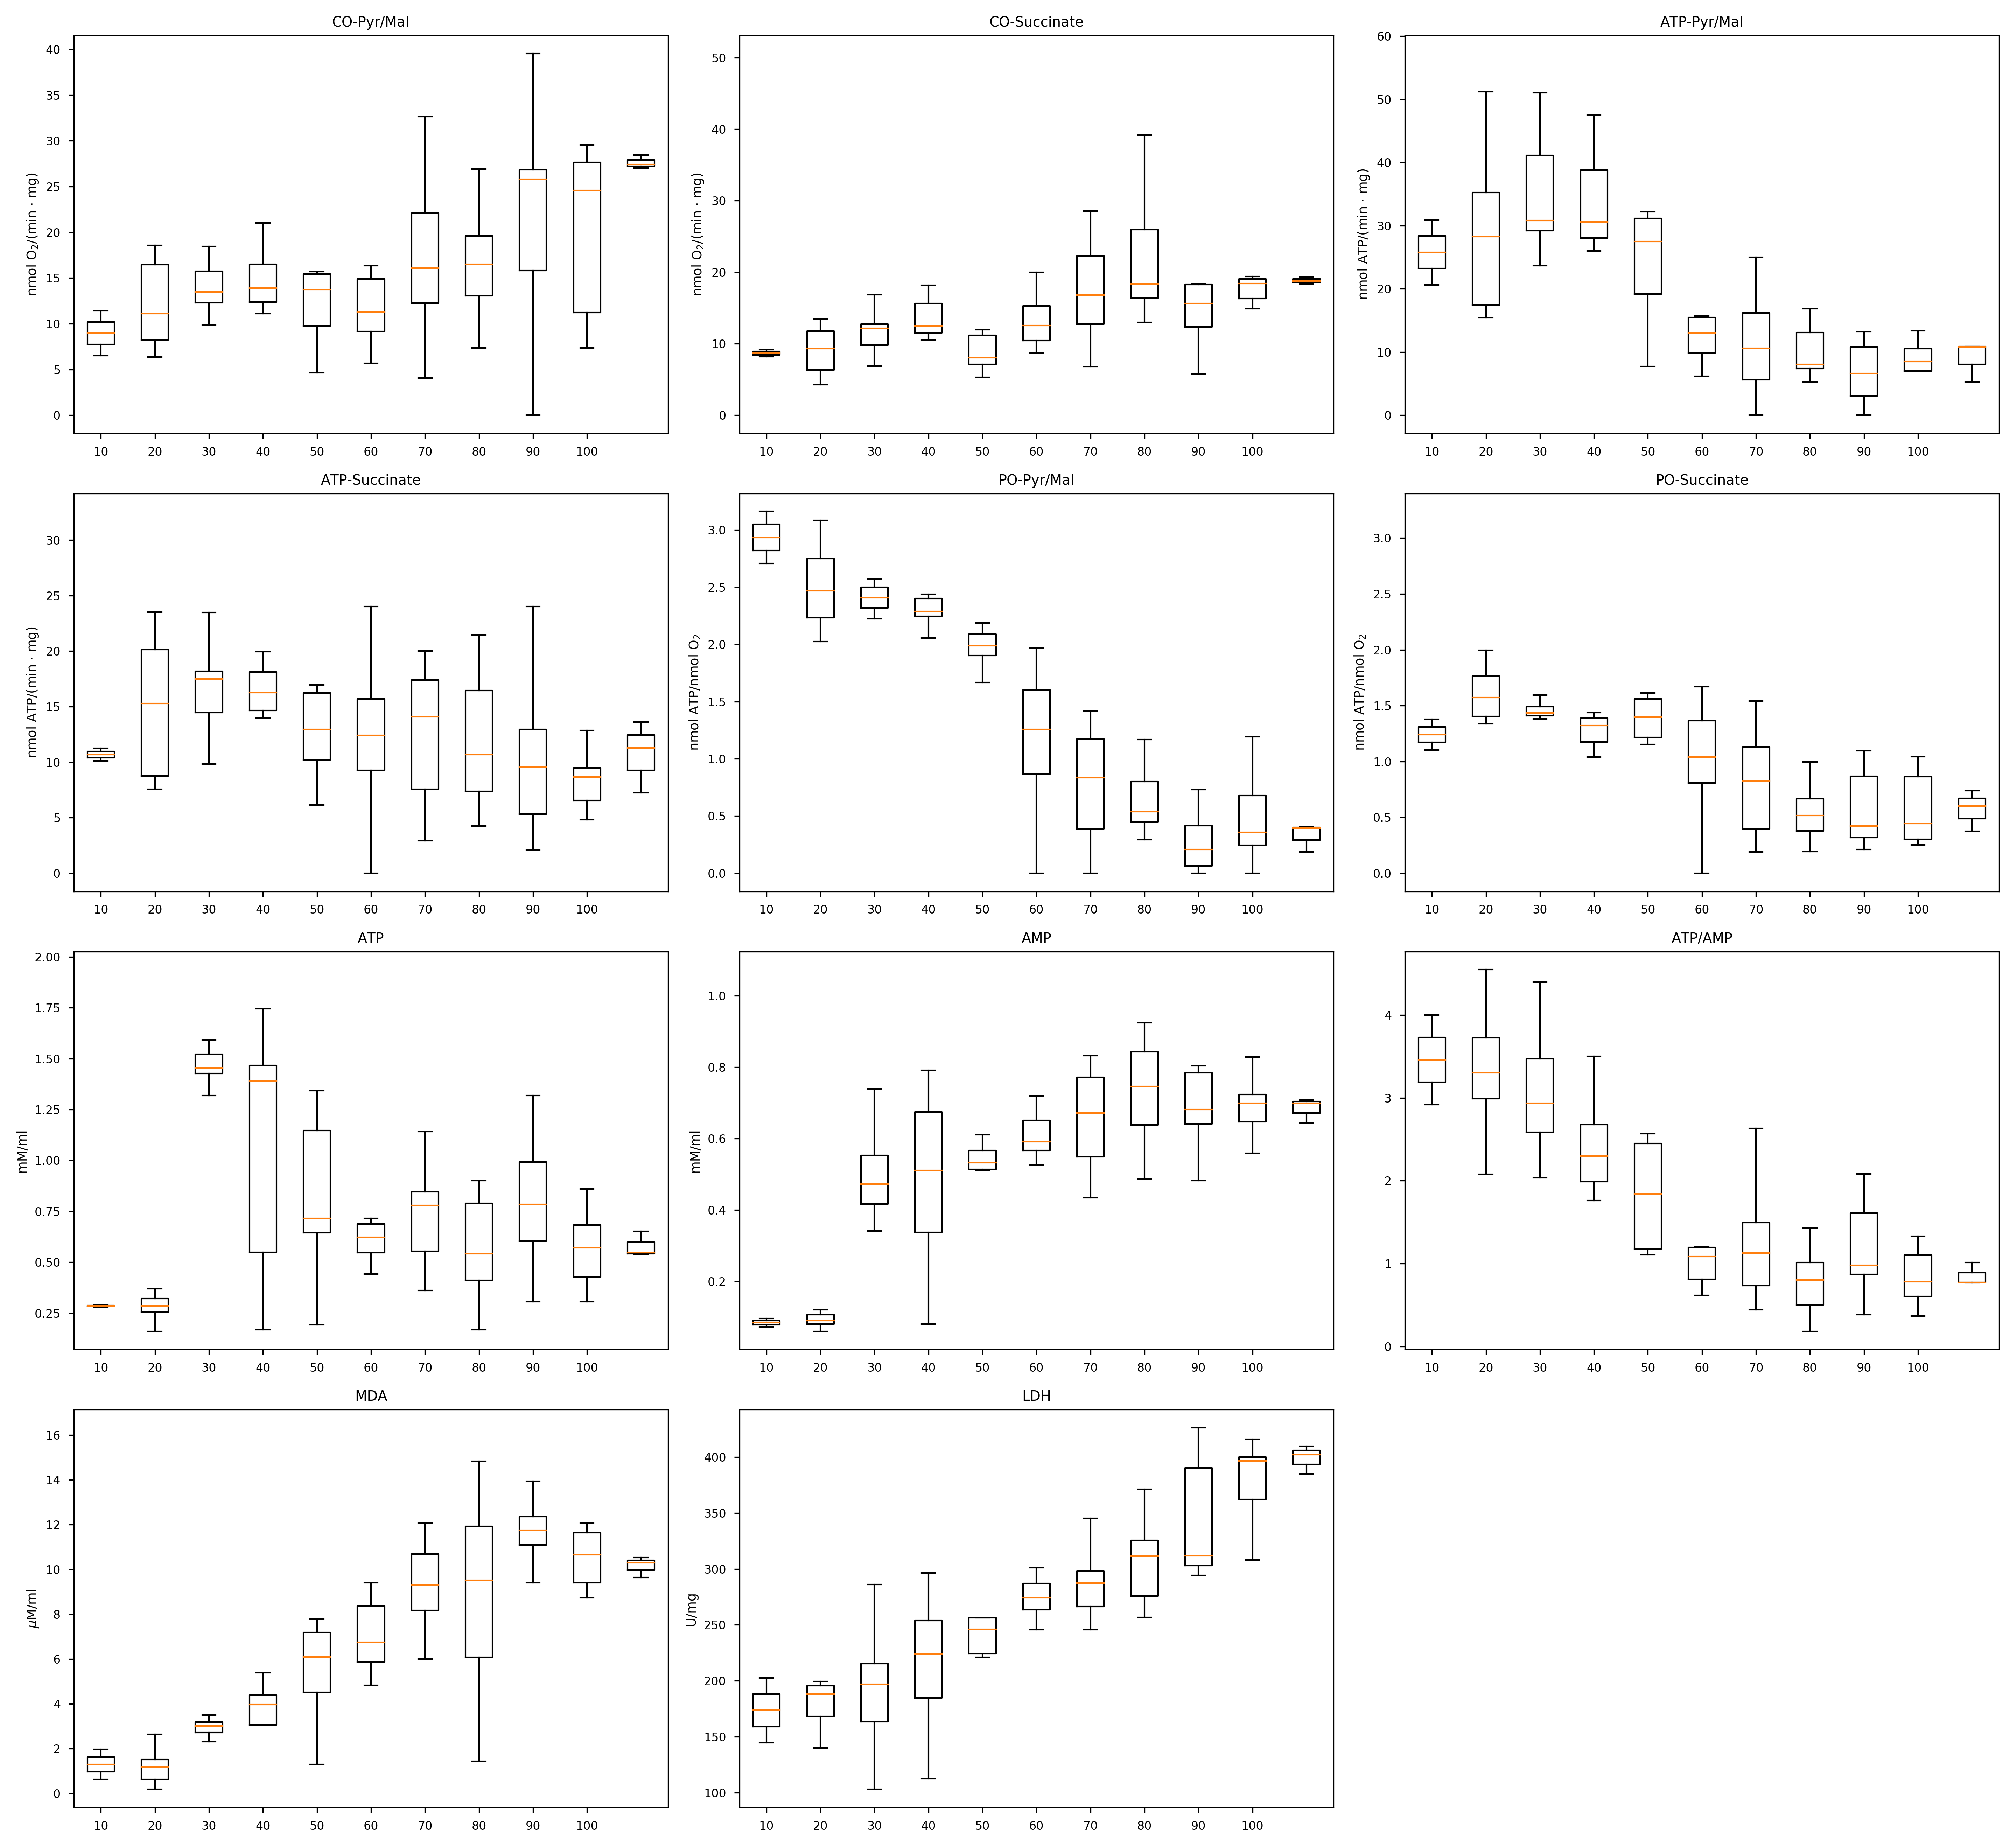 CO-Pyr/Mal
nmol O₂/(min · mg)
40
35
30
25
20
15
10
5
0
10 20 30 40 50 60 70 80 90 100
CO-Succinate
nmol O₂/(min · mg)
50
40
30
20
10
0
10 20 30 40 50 60 70 80 90 100
ATP-Pyr/Mal
nmol ATP/(min · mg)
60
50
40
30
20
10
0
10 20 30 40 50 60 70 80 90 100
ATP-Succinate
nmol ATP/(min · mg)
30
25
20
15
10
5
0
10 20 30 40 50 60 70 80 90 100
PO-Pyr/Mal
nmol ATP/nmol O₂
3.0
2.5
2.0
1.5
1.0
0.5
0.0
10 20 30 40 50 60 70 80 90 100
PO-Succinate
nmol ATP/nmol O₂
3.0
2.5
2.0
1.5
1.0
0.5
0.0
10 20 30 40 50 60 70 80 90 100
ATP
mM/ml
2.00
1.75
1.50
1.25
1.00
0.75
0.50
0.25
10 20 30 40 50 60 70 80 90 100
AMP
mM/ml
1.0
0.8
0.6
0.4
0.2
10 20 30 40 50 60 70 80 90 100
ATP/AMP
4
3
2
1
0
10 20 30 40 50 60 70 80 90 100
MDA
μM/ml
16
14
12
10
8
6
4
2
0
10 20 30 40 50 60 70 80 90 100
LDH
U/mg
400
350
300
250
200
150
100
10 20 30 40 50 60 70 80 90 100